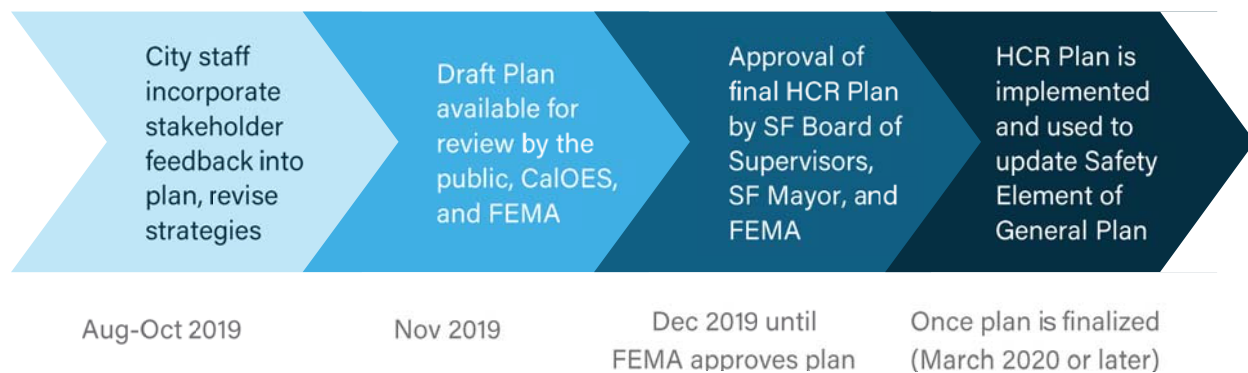 City staff
incorporate
stakeholder
feedback into
plan, revise
strategies
Draft Plan
available for
review by the
public, CalOES,
and FEMA
Approval of
final HCR Plan
by SF Board of
Supervisors,
SF Mayor, and
FEMA
HCR Plan is
implemented
and used to
update Safety
Element of
General Plan
Aug-Oct 2019
Nov 2019
Dec 2019 until
FEMA approves plan
Once plan is finalized
(March 2020 or later)